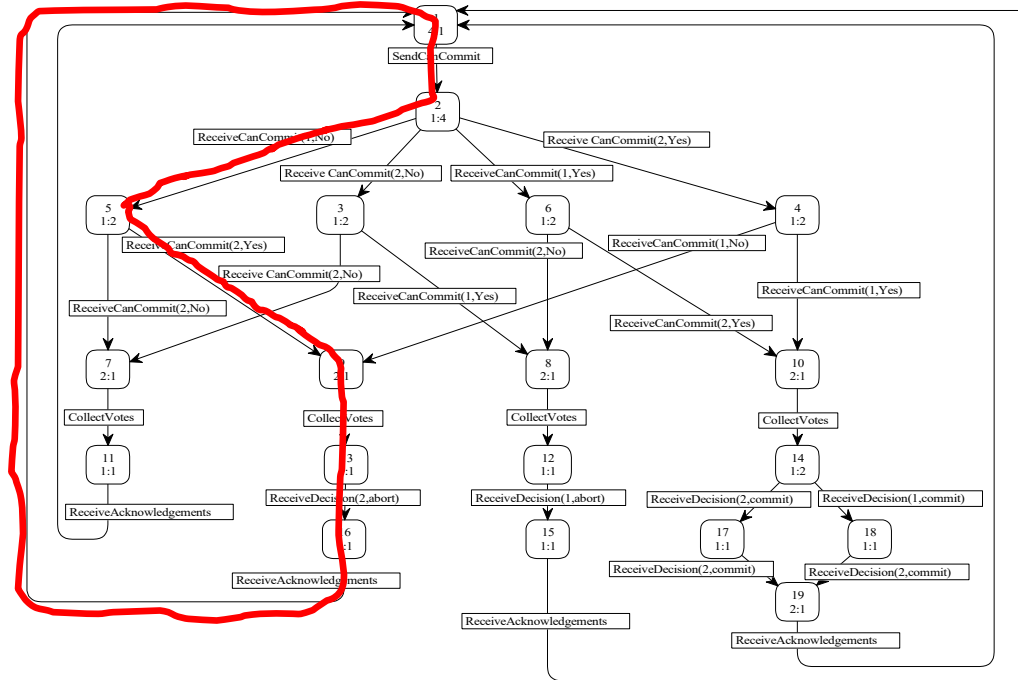 1
4:1
SendCanCommit
2
1:4
ReceiveCanCommit(1,No)
Receive CanCommit(2,Yes)
Receive CanCommit(2,No)
ReceiveCanCommit(1,Yes)
5
1:2
3
1:2
6
1:2
4
1:2
ReceiveCanCommit(2,Yes)
ReceiveCanCommit(2,No)
ReceiveCanCommit(1,No)
Receive CanCommit(2,No)
ReceiveCanCommit(2,No)
ReceiveCanCommit(1,Yes)
ReceiveCanCommit(1,Yes)
ReceiveCanCommit(2,Yes)
7
2:1
2:1
8
2:1
10
2:1
CollectVotes
CollectVotes
CollectVotes
CollectVotes
11
1:1
13
:1
12
1:1
14
1:2
ReceiveAcknowledgements
ReceiveDecision(2,abort)
ReceiveDecision(1,abort)
ReceiveDecision(2,commit)
ReceiveDecision(1,commit)
16
:1
15
1:1
17
1:1
18
1:1
ReceiveDecision(2,commit)
ReceiveDecision(2,commit)
ReceiveAcknowledgements
19
2:1
ReceiveAcknowledgements
ReceiveAcknowledgements